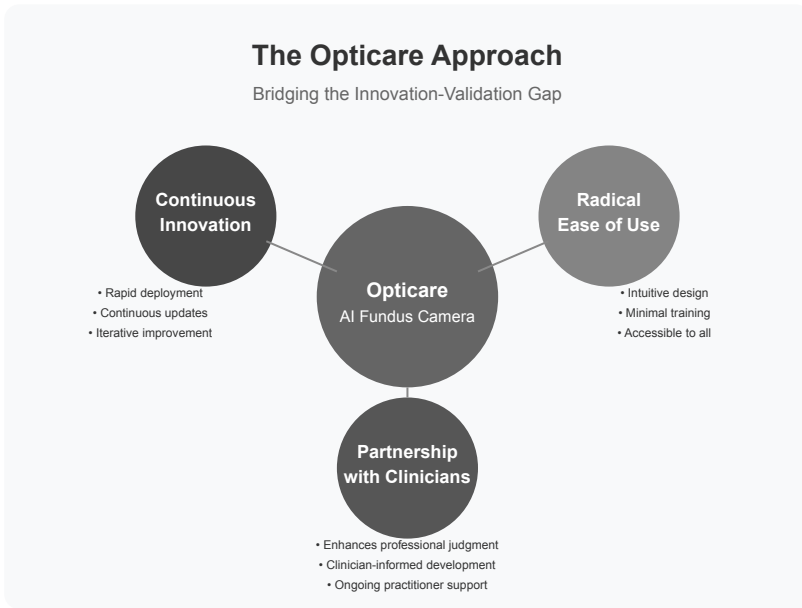 The Opticare Approach
Bridging the Innovation-Validation Gap
Continuous
Innovation
• Rapid deployment
• Continuous updates
• Iterative improvement
Radical
Ease of Use
• Intuitive design
• Minimal training
• Accessible to all
Opticare
AI Fundus Camera
Partnership
with Clinicians
• Enhances professional judgment
• Clinician-informed development
• Ongoing practitioner support